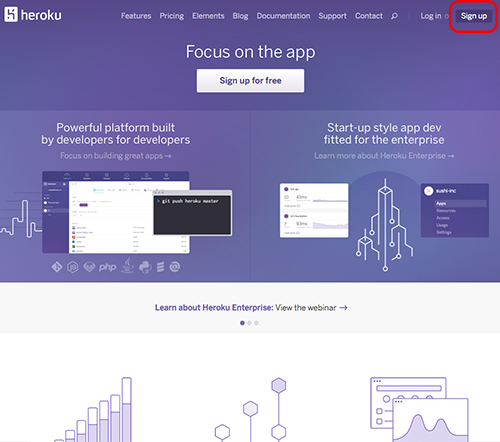 heroku
Features Pricing Elements Blog Documentation Support Contact Log in or Sign up
Focus on the app
Sign up for free
Powerful platform built
by developers for developers
Focus on building great apps →
Start-up style app dev
fitted for the enterprise
Learn more about Heroku Enterprise →
> git push heroku master
php
sushi-inc
Apps
Resources
Access
Usage
Settings
Learn about Heroku Enterprise: View the webinar →